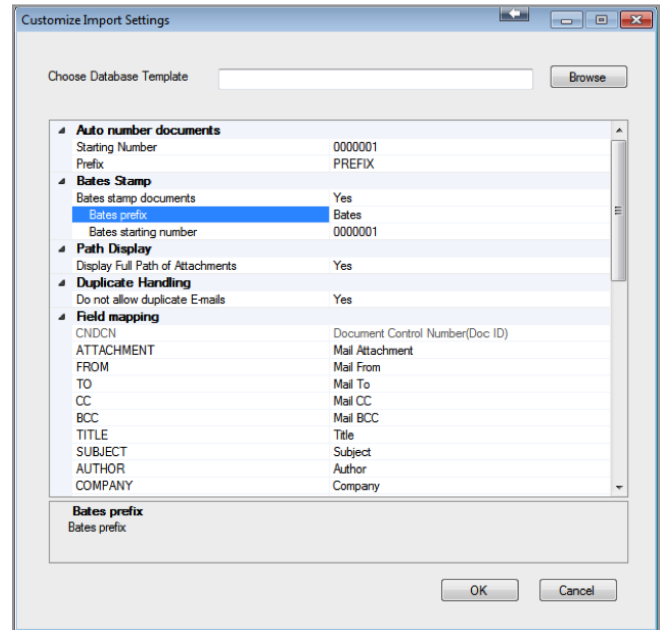 Customize Import Settings
Choose Database Template Browse
Auto number documents
Starting Number 0000001
Prefix PREFIX
Bates Stamp
Bates stamp documents Yes
Bates prefix Bates
Bates starting number 0000001
Path Display
Display Full Path of Attachments Yes
Duplicate Handling
Do not allow duplicate E-mails Yes
Field mapping
CNDCN Document Control Number(Doc ID)
ATTACHMENT Mail Attachment
FROM Mail From
TO Mail To
CC Mail CC
BCC Mail BCC
TITLE Title
SUBJECT Subject
AUTHOR Author
COMPANY Company
Bates prefix
Bates prefix
OK Cancel